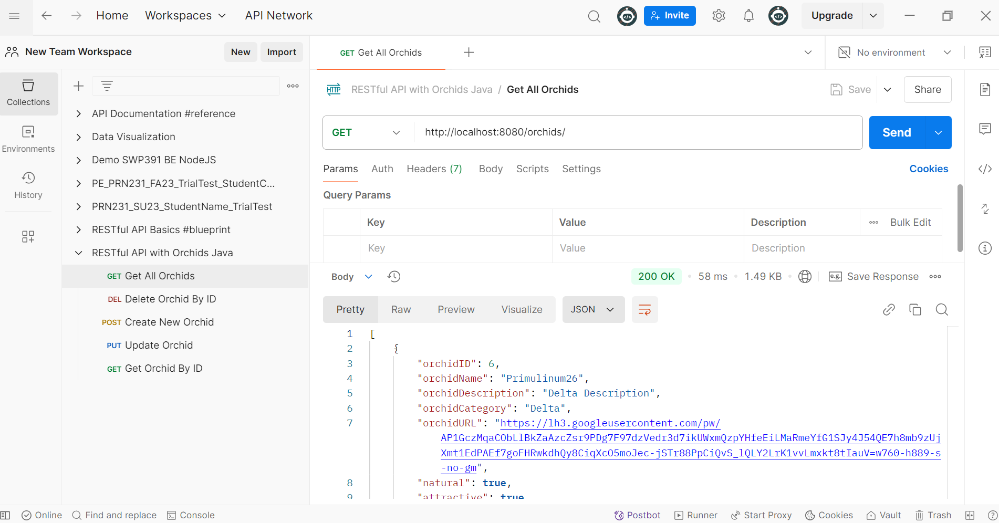 Home Workspaces API Network Invite Upgrade
New Team Workspace New Import
GET Get All Orchids No environment
Collections
Environments
History
API Documentation #reference
Data Visualization
Demo SWP391 BE NodeJS
PE_PRN231_FA23_TrialTest_StudentC...
PRN231_SU23_StudentName_TrialTest
RESTful API Basics #blueprint
RESTful API with Orchids Java
GET Get All Orchids
DEL Delete Orchid By ID
POST Create New Orchid
PUT Update Orchid
GET Get Orchid By ID
HTTP RESTful API with Orchids Java / Get All Orchids Save Share
GET http://localhost:8080/orchids/ Send
Params Auth Headers (7) Body Scripts Settings Cookies
Query Params
Key Value Description Bulk Edit
Key Value Description
Body 200 OK 58 ms 1.49 KB e.g. Save Response
Pretty Raw Preview Visualize JSON
1 [
2 {
3 "orchidID": 6,
4 "orchidName": "Primulinum26",
5 "orchidDescription": "Delta Description",
6 "orchidCategory": "Delta",
7 "orchidURL": "https://lh3.googleusercontent.com/pw/
AP1GczMqaCObLlBkZaAzcZsr9PDg7F97dzVedr3d7ikUWxmQzpYHfeEiLMaRmeYfG1SJy4J54QE7h8mb9zUj
Xmt1EdPAEf7goFHRwkdhQy8CiqXcO5moJec-jSTr88PpCiQvS_lQLY2LrK1vvLmxkt8tIauV=w760-h889-s
-no-gm",
8 "natural": true,
9 "attractive": true
Online Find and replace Console Postbot Runner Start Proxy Cookies Vault Trash